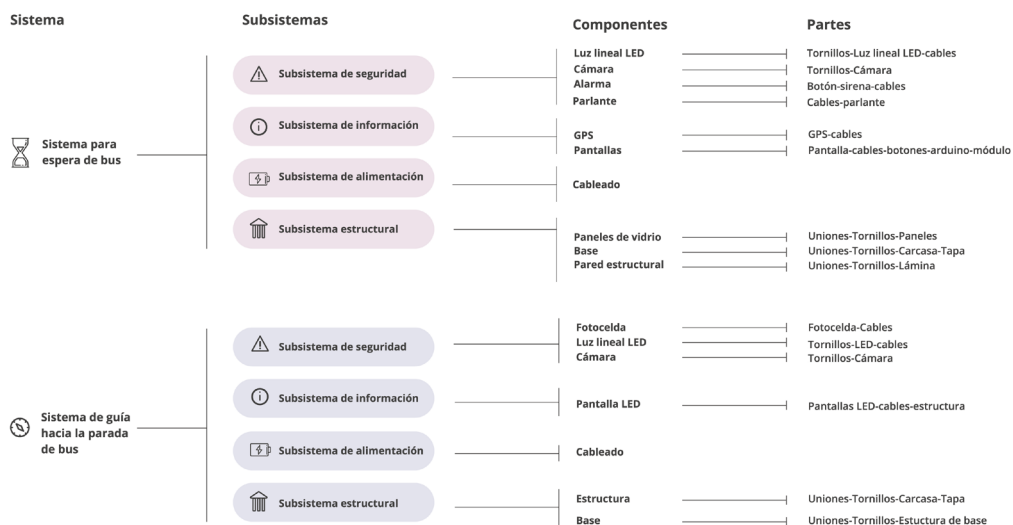 Sistema
Subsistemas
Componentes
Partes
Sistema para
espera de bus
Subsistema de seguridad
Luz lineal LED
Tornillos-Luz lineal LED-cables
Cámara
Tornillos-Cámara
Alarma
Botón-sirena-cables
Parlante
Cables-parlante
Subsistema de información
GPS
GPS-cables
Pantallas
Pantalla-cables-botones-arduino-módulo
Subsistema de alimentación
Cableado
Subsistema estructural
Paneles de vidrio
Uniones-Tornillos-Paneles
Base
Uniones-Tornillos-Carcasa-Tapa
Pared estructural
Uniones-Tornillos-Lámina
Sistema de guía
hacia la parada
de bus
Subsistema de seguridad
Fotocelda
Fotocelda-Cables
Luz lineal LED
Tornillos-LED-cables
Cámara
Tornillos-Cámara
Subsistema de información
Pantalla LED
Pantallas LED-cables-estructura
Subsistema de alimentación
Cableado
Subsistema estructural
Estructura
Uniones-Tornillos-Carcasa-Tapa
Base
Uniones-Tornillos-Estuctura de base